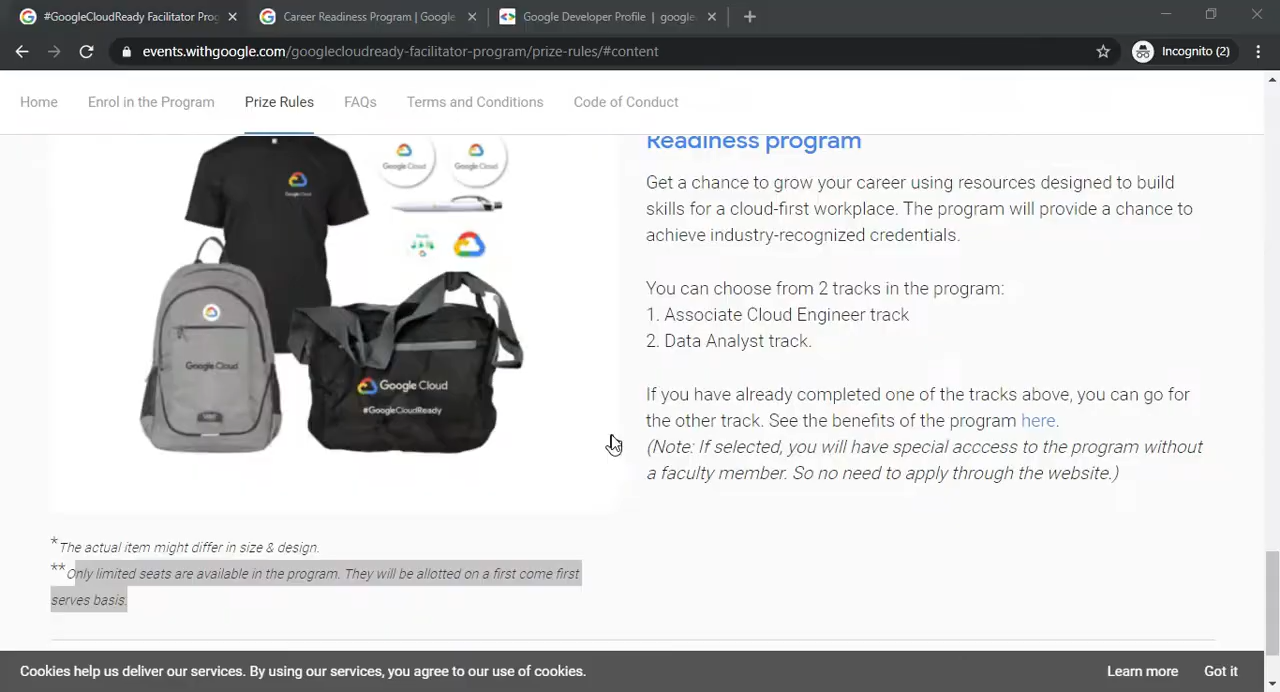 #GoogleCloudReady Facilitator Prog
Career Readiness Program | Google
Google Developer Profile | google
events.withgoogle.com/googlecloudready-facilitator-program/prize-rules/#content
Incognito (2)
Home
Enrol in the Program
Prize Rules
FAQs
Terms and Conditions
Code of Conduct
Google Cloud
Google Cloud
Google Cloud
Google Cloud
Google Cloud
#GoogleCloudReady
Readiness program
Get a chance to grow your career using resources designed to build
skills for a cloud-first workplace. The program will provide a chance to
achieve industry-recognized credentials.
You can choose from 2 tracks in the program:
1. Associate Cloud Engineer track
2. Data Analyst track.
If you have already completed one of the tracks above, you can go for
the other track. See the benefits of the program here.
(Note: If selected, you will have special acccess to the program without
a faculty member. So no need to apply through the website.)
*The actual item might differ in size & design.
**Only limited seats are available in the program. They will be allotted on a first come first
serves basis.
Cookies help us deliver our services. By using our services, you agree to our use of cookies.
Learn more
Got it